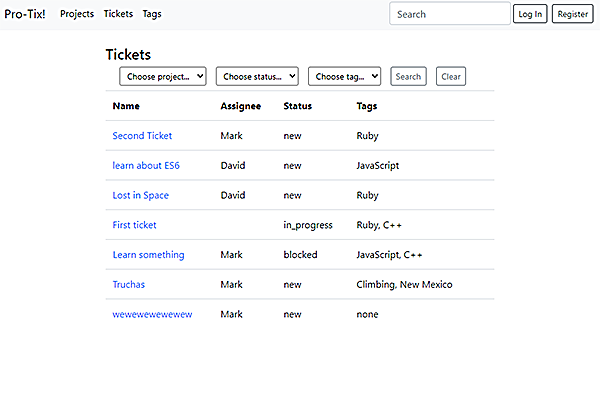 Pro-Tix! Projects Tickets Tags Search Log In Register
Tickets
Choose project... Choose status... Choose tag... Search Clear
Name Assignee Status Tags
Second Ticket Mark new Ruby
learn about ES6 David new JavaScript
Lost in Space David new Ruby
First ticket in_progress Ruby, C++
Learn something Mark blocked JavaScript, C++
Truchas Mark new Climbing, New Mexico
wewewewewewew Mark new none